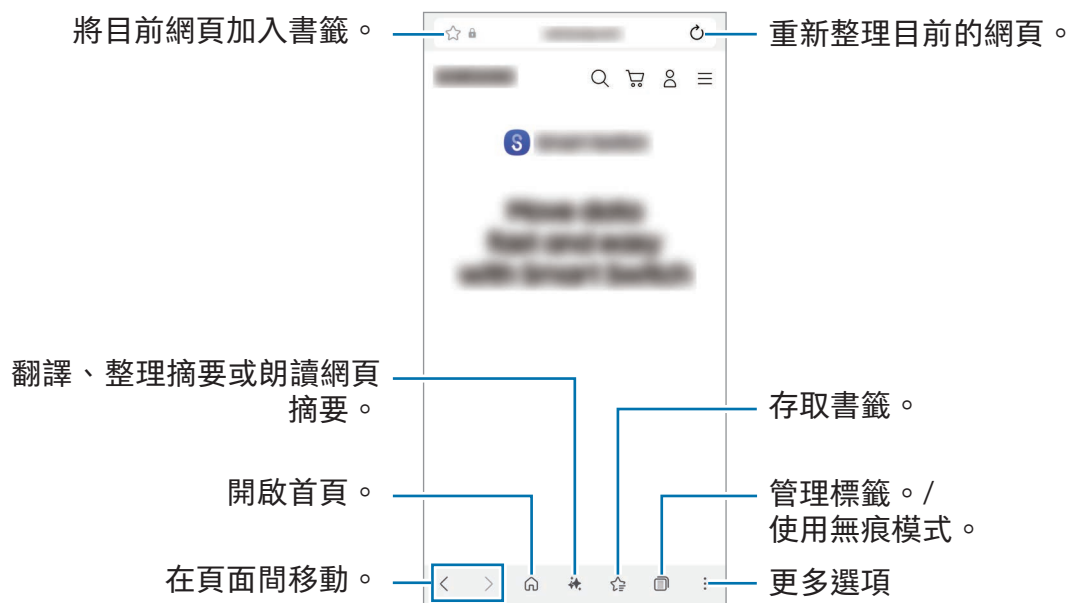 將目前網頁加入書籤。
重新整理目前的網頁。
S
翻譯、整理摘要或朗讀網頁
摘要。
存取書籤。
開啟首頁。
管理標籤。/
使用無痕模式。
在頁面間移動。
更多選項